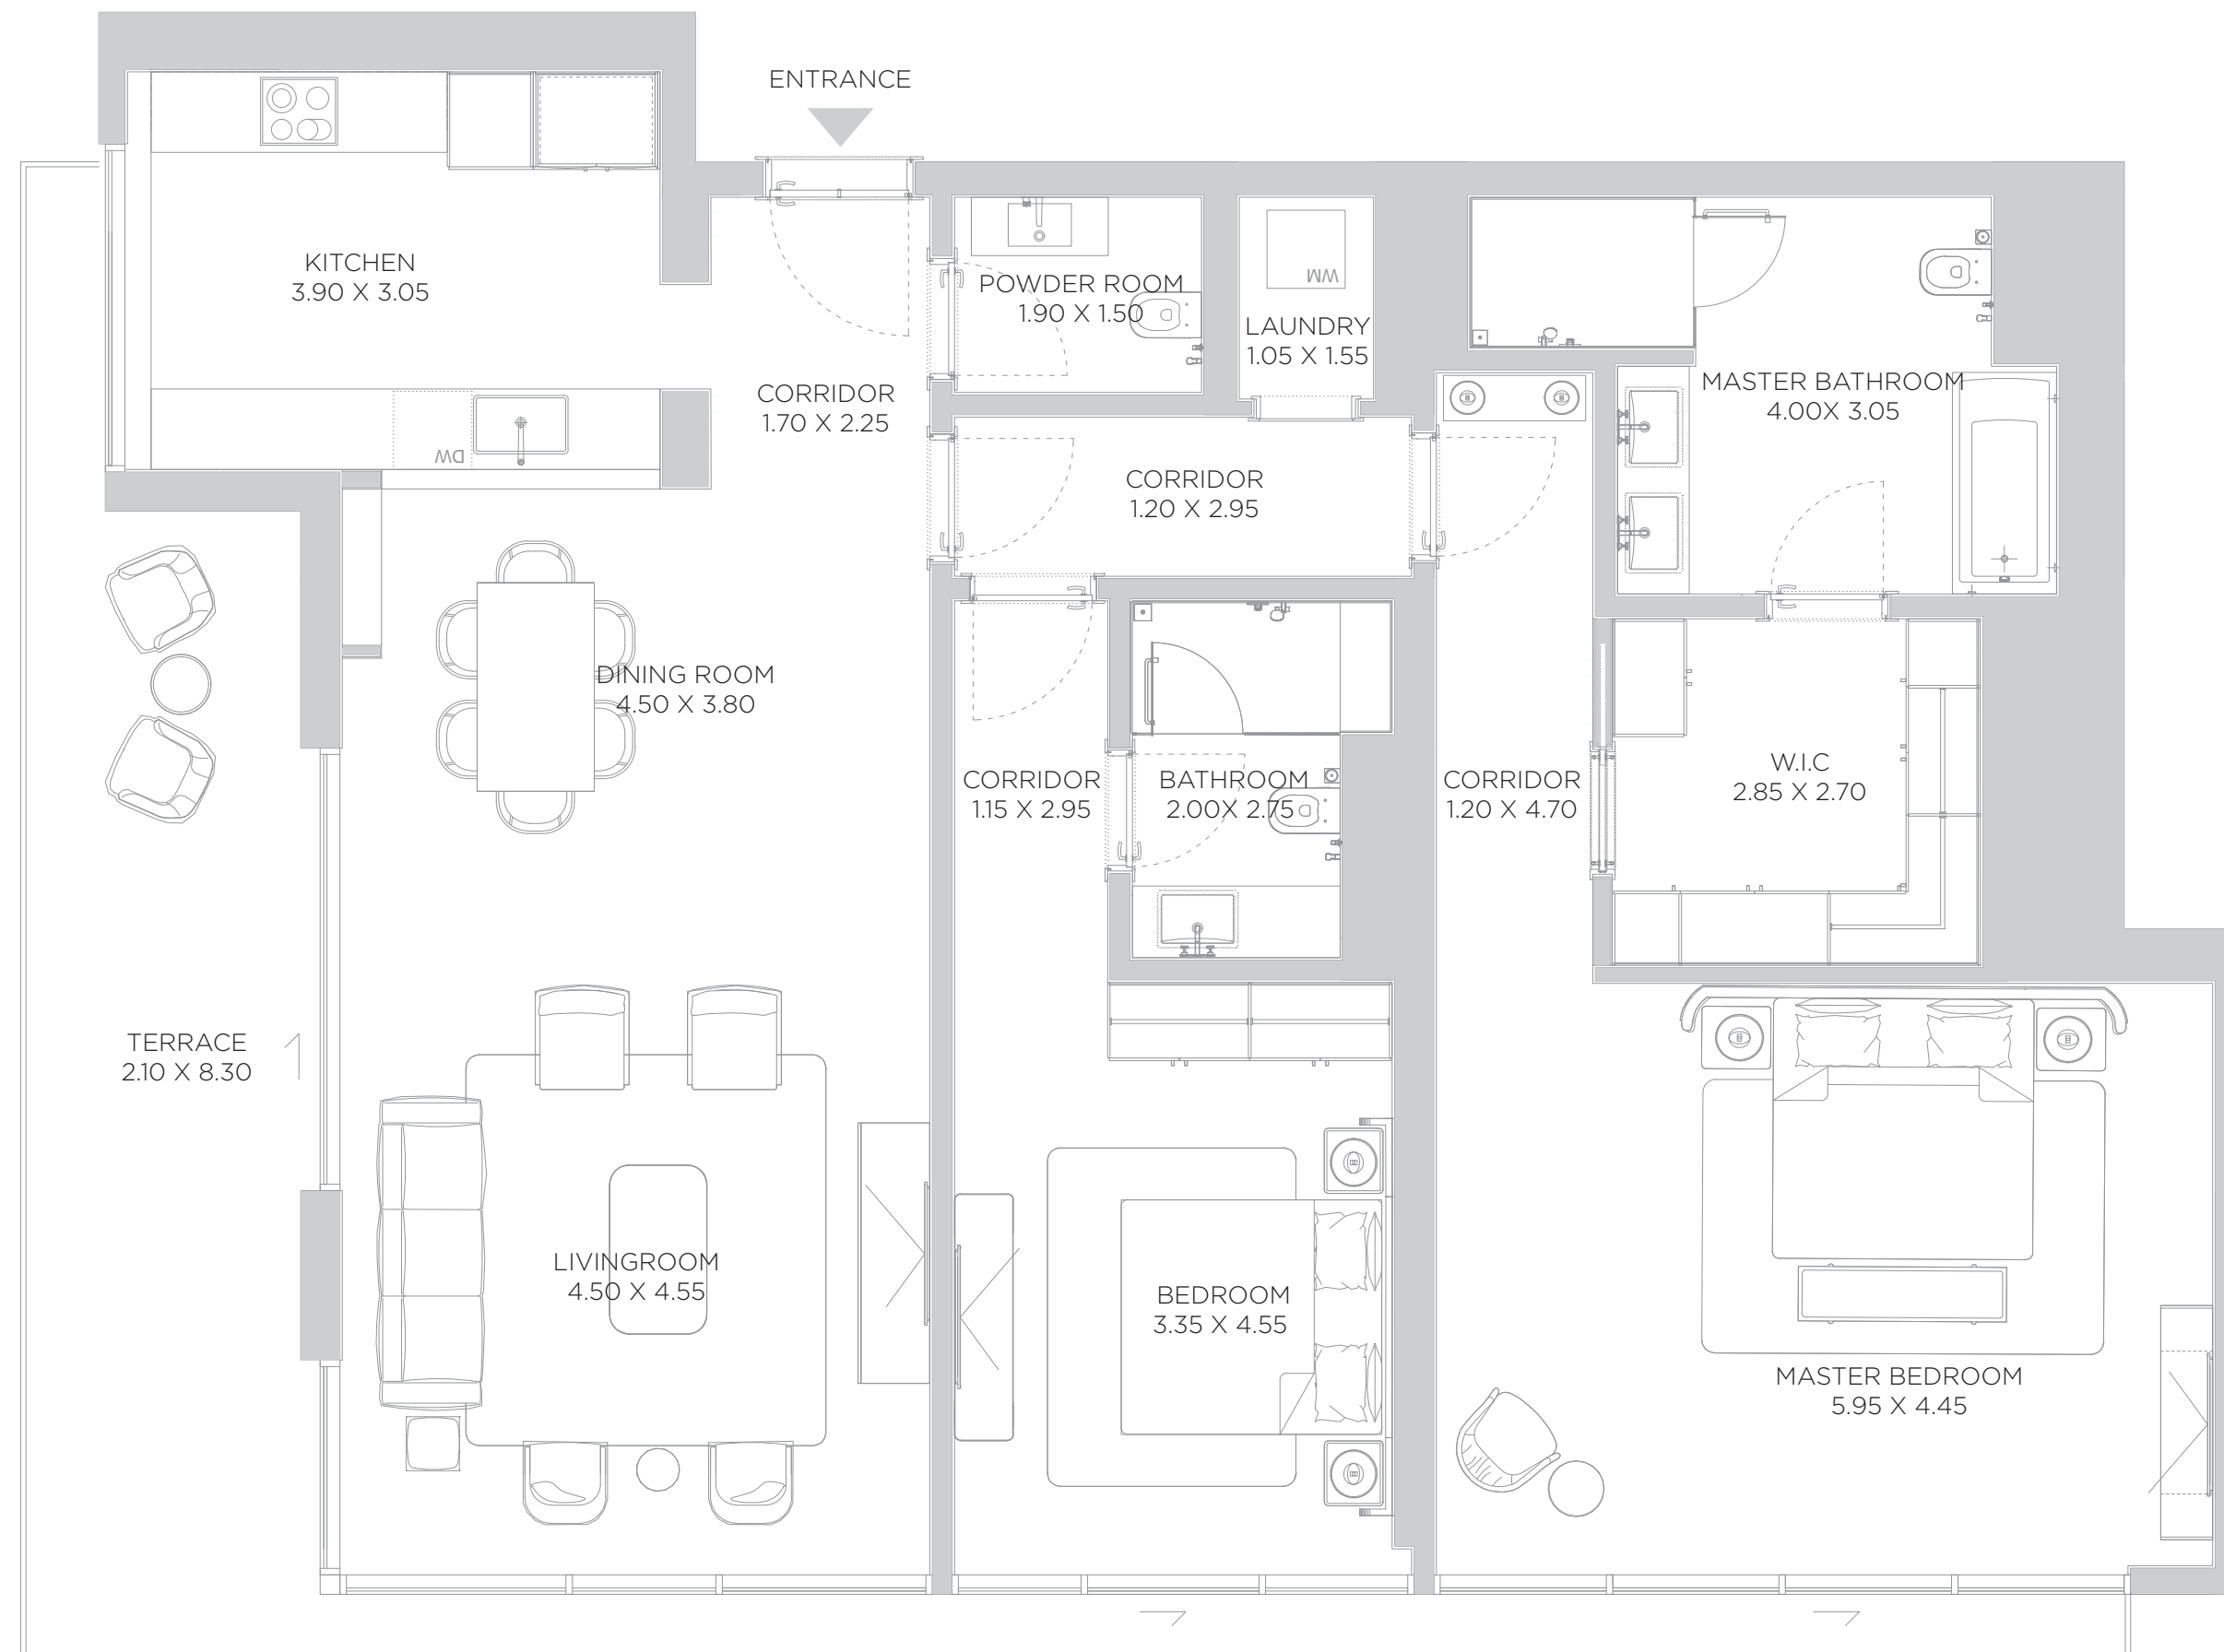 ENTRANCE
KITCHEN
3.90 X 3.05
POWDER ROOM
1.90 X 1.50
WM
LAUNDRY
1.05 X 1.55
CORRIDOR
1.70 X 2.25
MASTER BATHROOM
4.00X 3.05
DW
CORRIDOR
1.20 X 2.95
DINING ROOM
4.50 X 3.80
CORRIDOR
1.15 X 2.95
BATHROOM
2.00X 2.75
CORRIDOR
1.20 X 4.70
W.I.C
2.85 X 2.70
TERRACE
2.10 X 8.30
LIVINGROOM
4.50 X 4.55
BEDROOM
3.35 X 4.55
MASTER BEDROOM
5.95 X 4.45